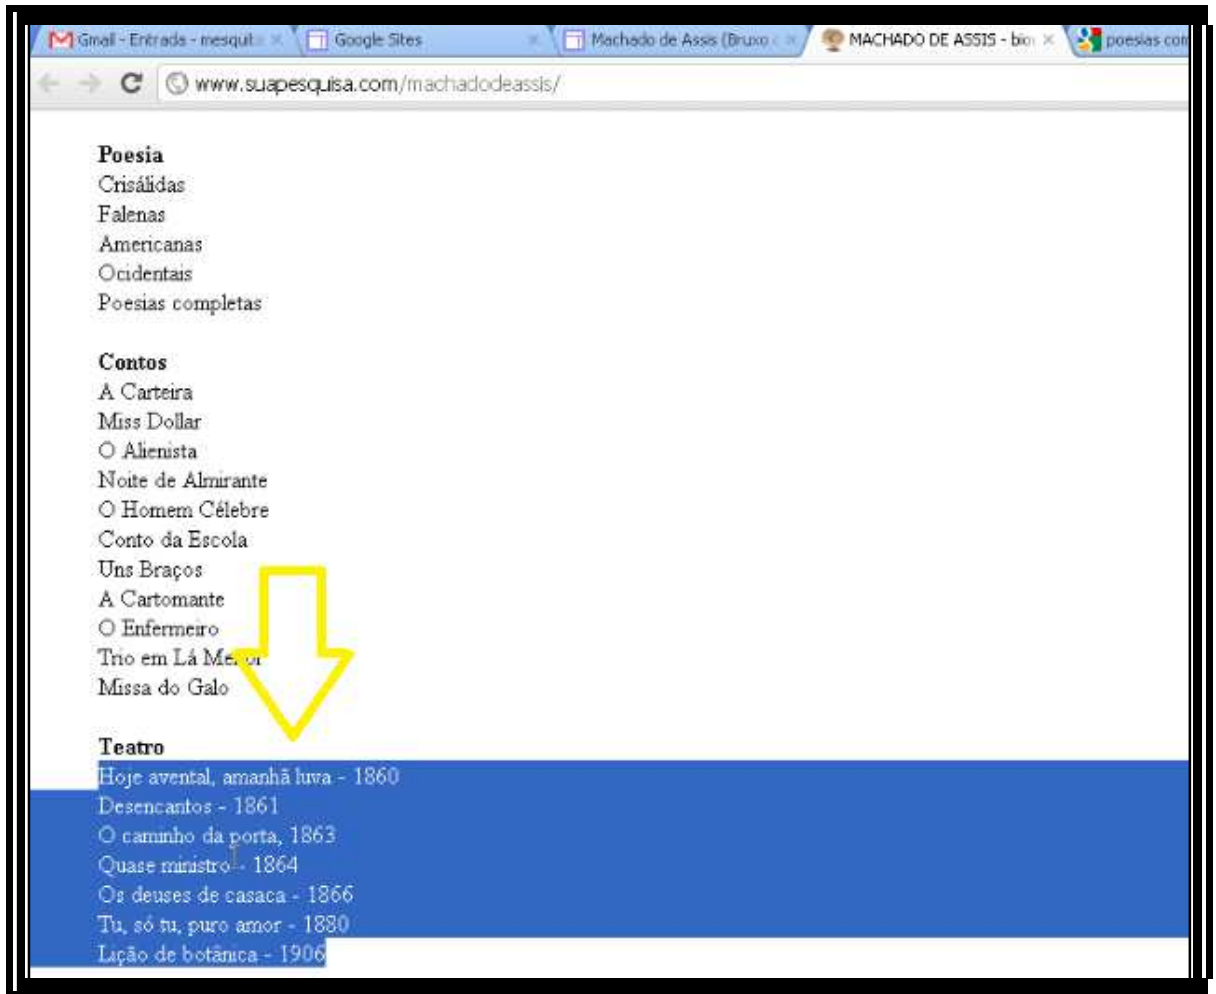 Gmail - Entrada - mesquit
Google Sites
Machado de Assis (Bruxo
MACHADO DE ASSIS - bio
poesias com
www.suapesquisa.com/machadodeassis/
Poesia
Crisálidas
Falenas
Americanas
Ocidentais
Poesias completas
Contos
A Carteira
Miss Dollar
O Alienista
Noite de Almirante
O Homem Célebre
Conto da Escola
Uns Braços
A Cartomante
O Enfermeiro
Trio em Lá Menor
Missa do Galo
Teatro
Hoje avental, amanhã luva - 1860
Desencantos - 1861
O caminho da porta, 1863
Quase ministro - 1864
Os deuses de casaca - 1866
Tu, só tu, puro amor - 1880
Lição de botânica - 1906